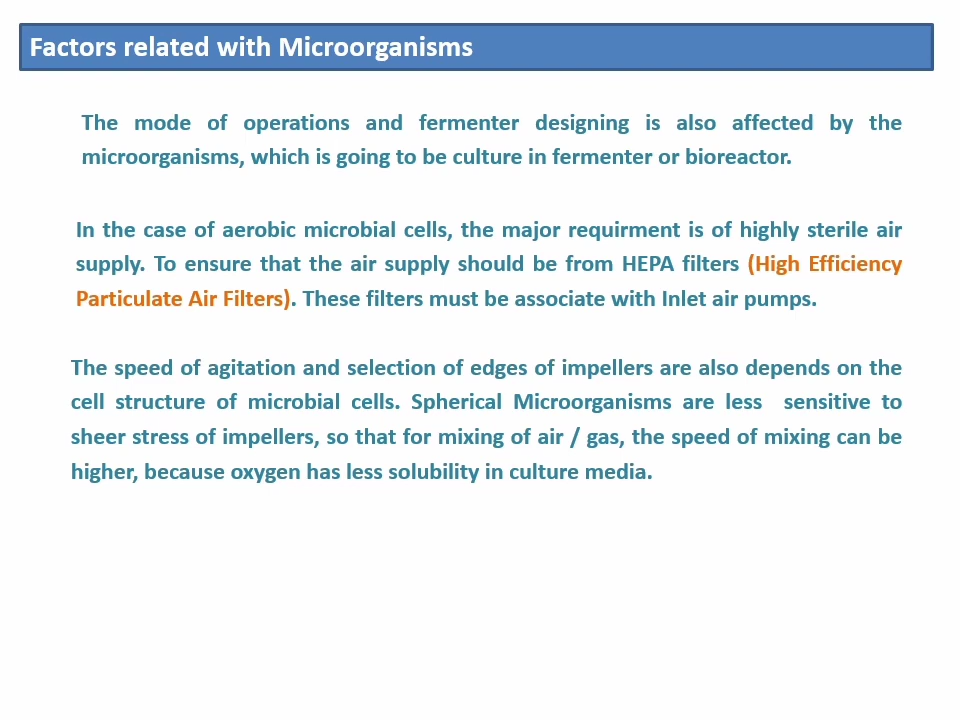 Factors related with Microorganisms
The mode of operations and fermenter designing is also affected by the
microorganisms, which is going to be culture in fermenter or bioreactor.
In the case of aerobic microbial cells, the major requirment is of highly sterile air
supply. To ensure that the air supply should be from HEPA filters (High Efficiency
Particulate Air Filters). These filters must be associate with Inlet air pumps.
The speed of agitation and selection of edges of impellers are also depends on the
cell structure of microbial cells. Spherical Microorganisms are less sensitive to
sheer stress of impellers, so that for mixing of air / gas, the speed of mixing can be
higher, because oxygen has less solubility in culture media.